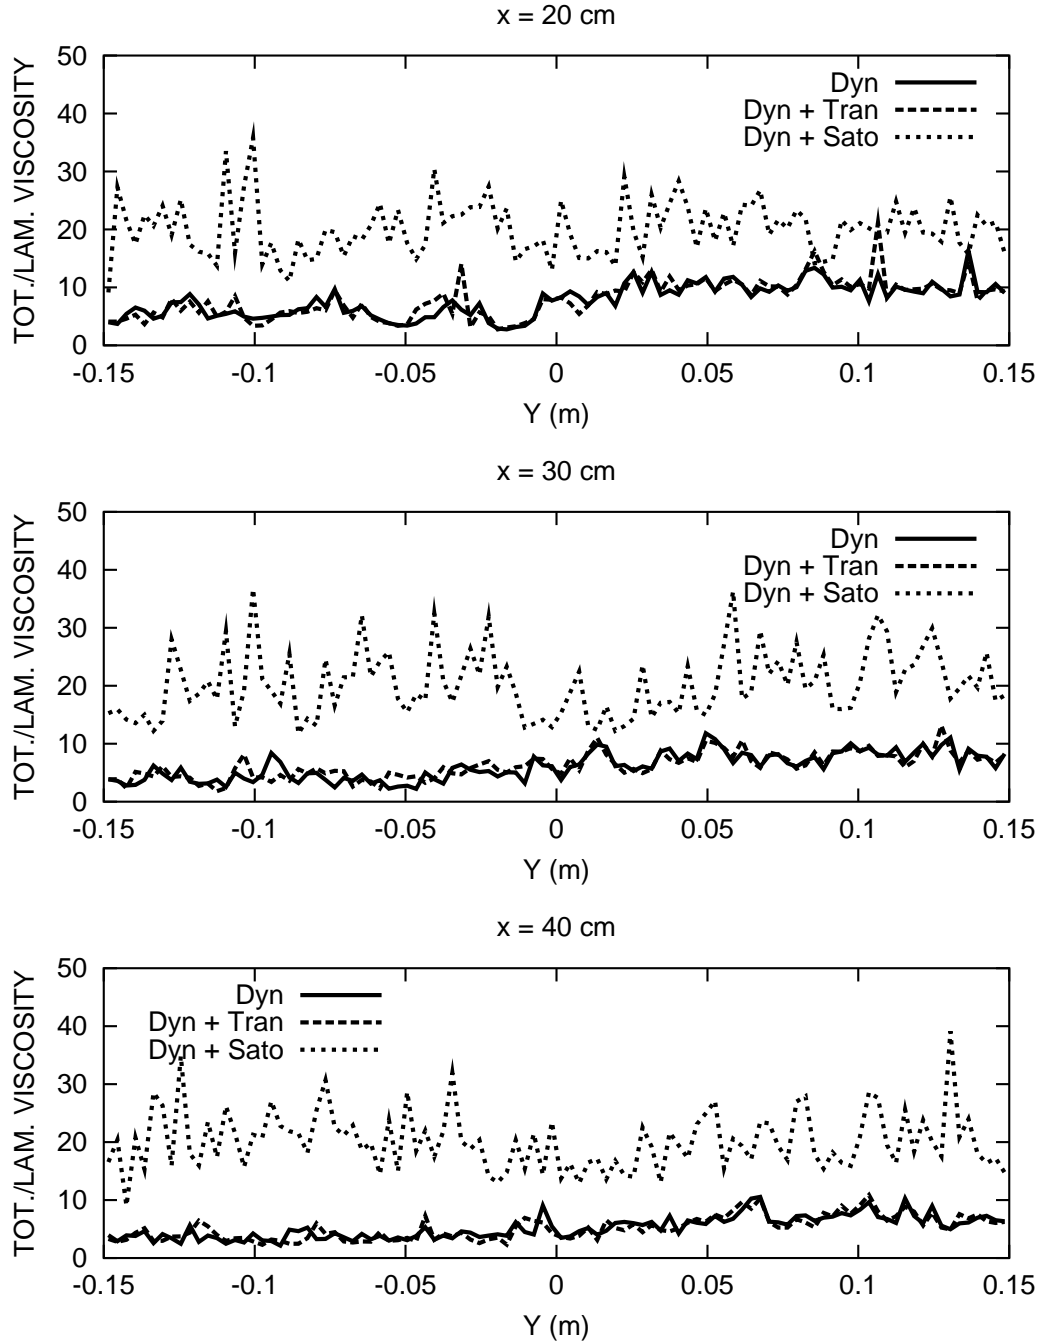 x = 20 cm
TOT./LAM. VISCOSITY
50
40
30
20
10
0
Dyn
Dyn + Tran
Dyn + Sato
-0.15 -0.1 -0.05 0 0.05 0.1 0.15
Y (m)
x = 30 cm
TOT./LAM. VISCOSITY
50
40
30
20
10
0
Dyn
Dyn + Tran
Dyn + Sato
-0.15 -0.1 -0.05 0 0.05 0.1 0.15
Y (m)
x = 40 cm
TOT./LAM. VISCOSITY
50
40
30
20
10
0
Dyn
Dyn + Tran
Dyn + Sato
-0.15 -0.1 -0.05 0 0.05 0.1 0.15
Y (m)